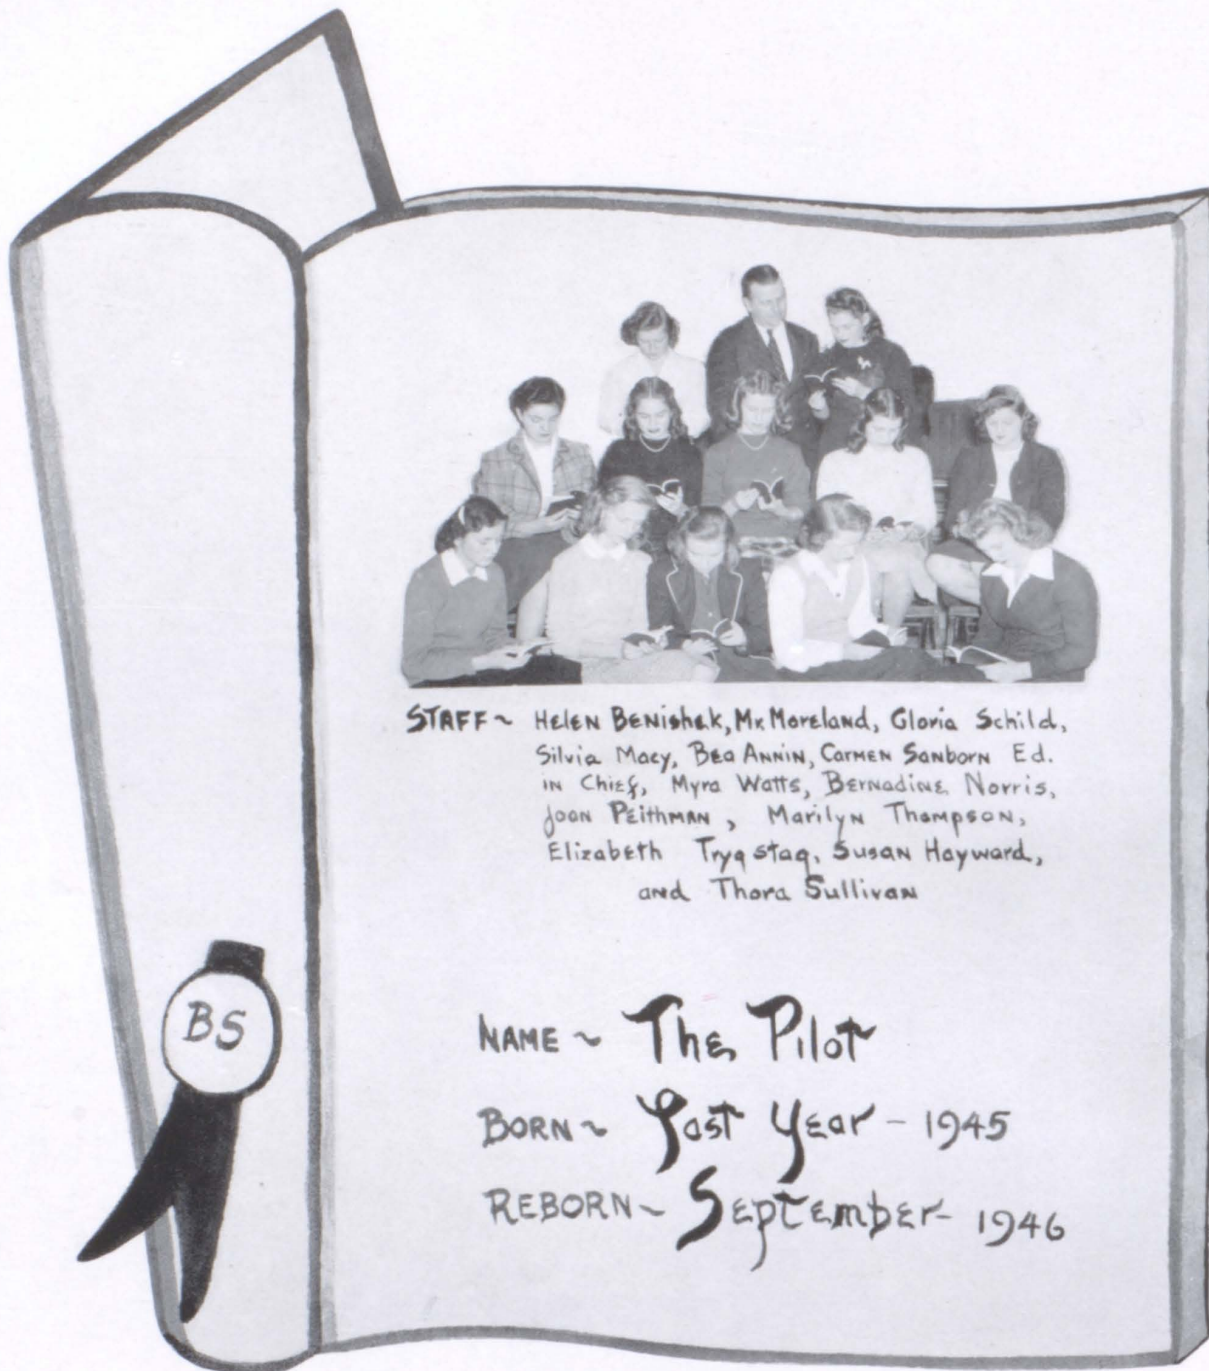 STAFF ~ Helen Benishek, Mr. Moreland, Gloria Schild,
Silvia Macy, Bea Annin, Carmen Sanborn Ed.
in Chief, Myra Watts, Bernadine Norris,
Joan Peithman, Marilyn Thompson,
Elizabeth Trygstag, Susan Hayward,
and Thora Sullivan
BS
NAME ~ The Pilot
BORN ~ Past Year - 1945
REBORN ~ September - 1946